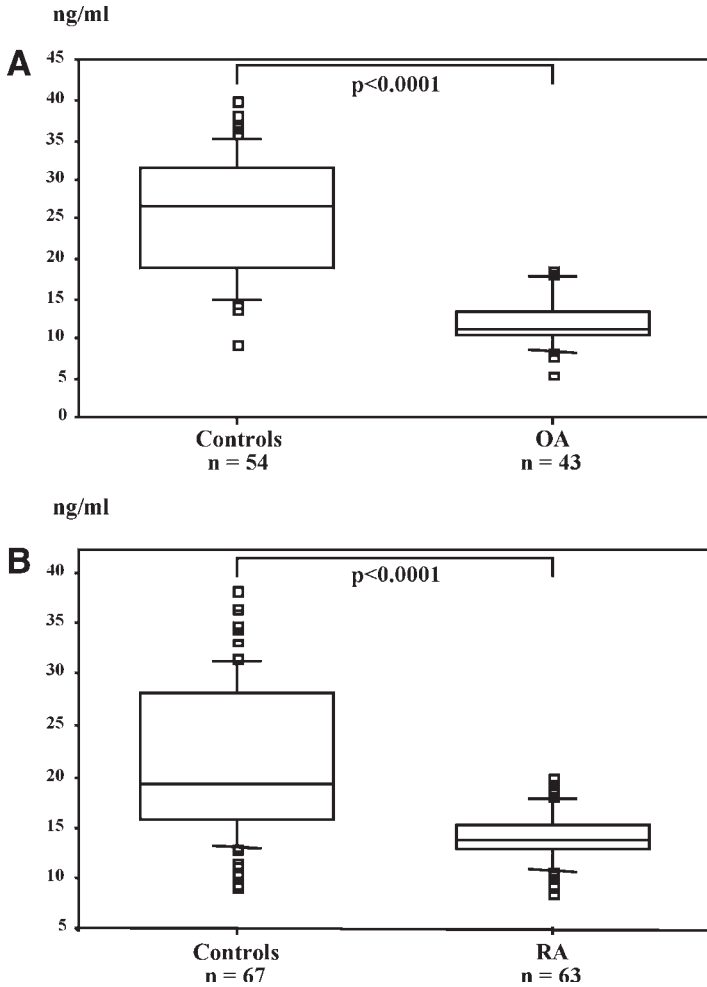 ng/ml
A
45
p<0.0001
40
35
30
25
20
15
10
5
0
Controls
OA
n = 54
n = 43
ng/ml
B
40
p<0.0001
35
30
25
20
15
10
5
Controls
RA
n = 67
n = 63